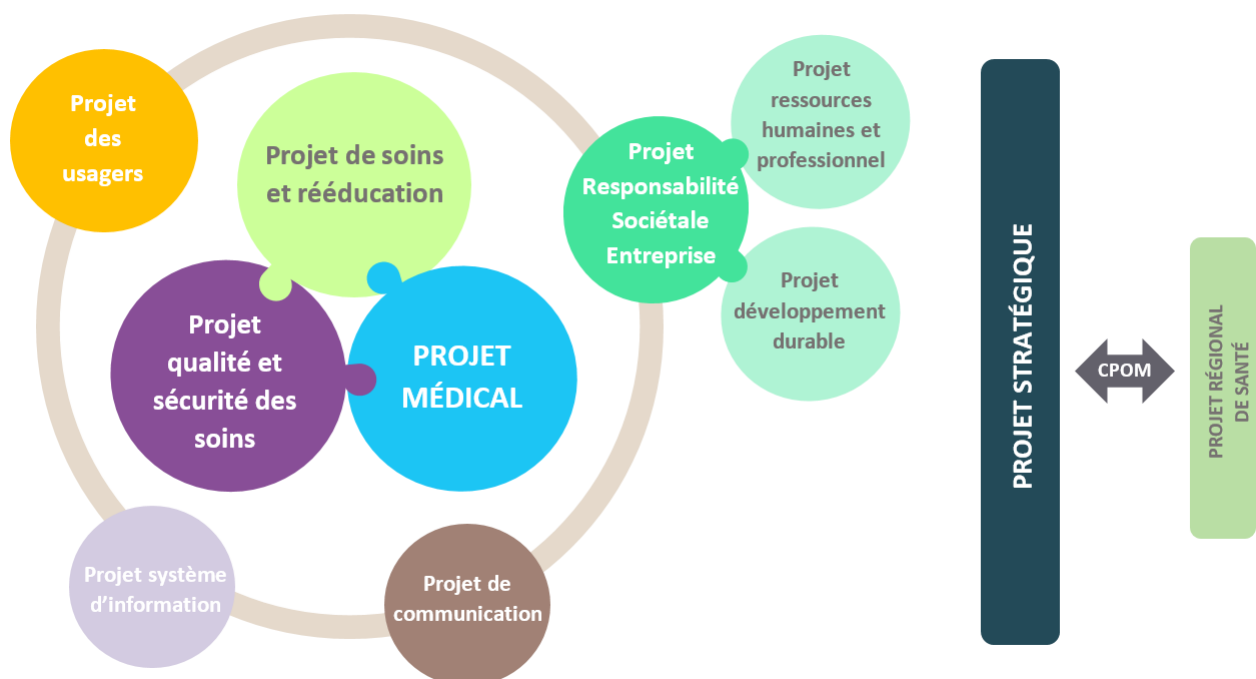 Projet
des
usagers
Projet de soins
et rééducation
Projet
qualité et
sécurité des
soins
PROJET
MÉDICAL
Projet
Responsabilité
Sociétale
Entreprise
Projet
ressources
humaines et
professionnel
Projet
développement
durable
Projet système
d’information
Projet de
communication
PROJET STRATÉGIQUE
CPOM
PROJET RÉGIONAL
DE SANTÉ